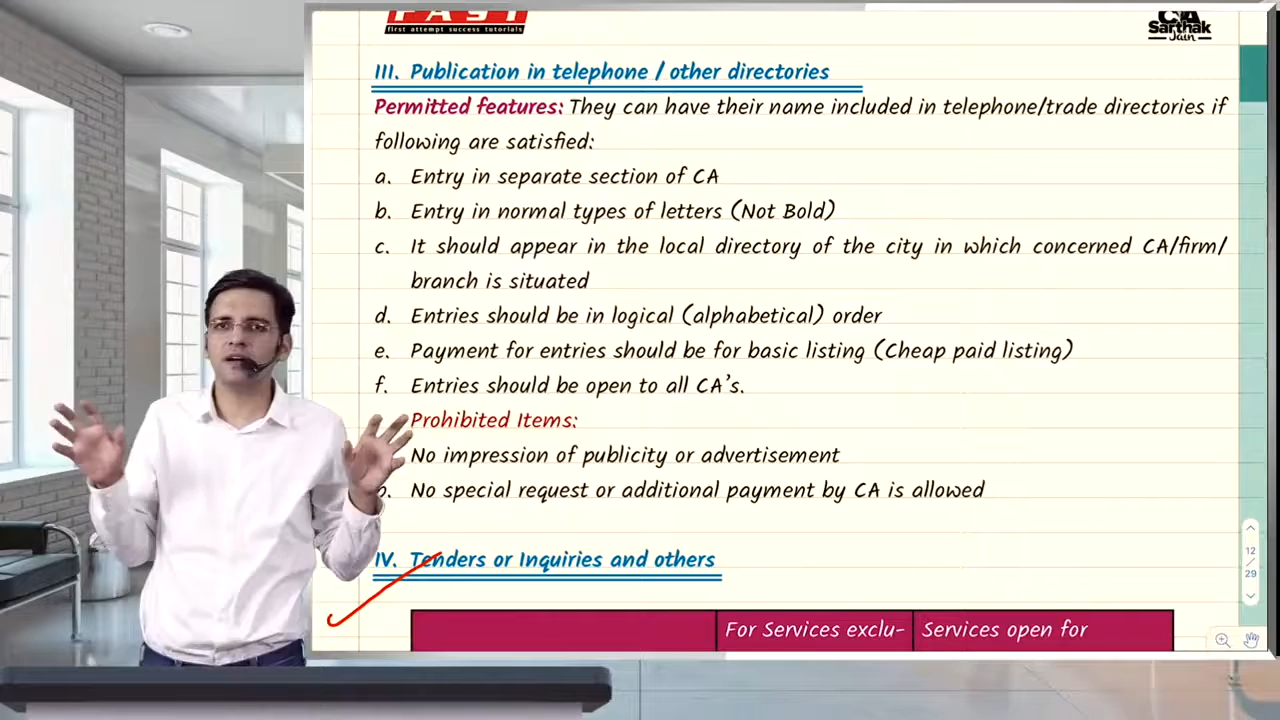 FAST
first attempt success tutorials
CA
Sarthak
Jain
III. Publication in telephone / other directories
Permitted features: They can have their name included in telephone/trade directories if
following are satisfied:
a. Entry in separate section of CA
b. Entry in normal types of letters (Not Bold)
c. It should appear in the local directory of the city in which concerned CA/firm/
branch is situated
d. Entries should be in logical (alphabetical) order
e. Payment for entries should be for basic listing (Cheap paid listing)
f. Entries should be open to all CA's.
Prohibited Items:
No impression of publicity or advertisement
b. No special request or additional payment by CA is allowed
IV. Tenders or Inquiries and others
For Services exclu- Services open for
12
/
29